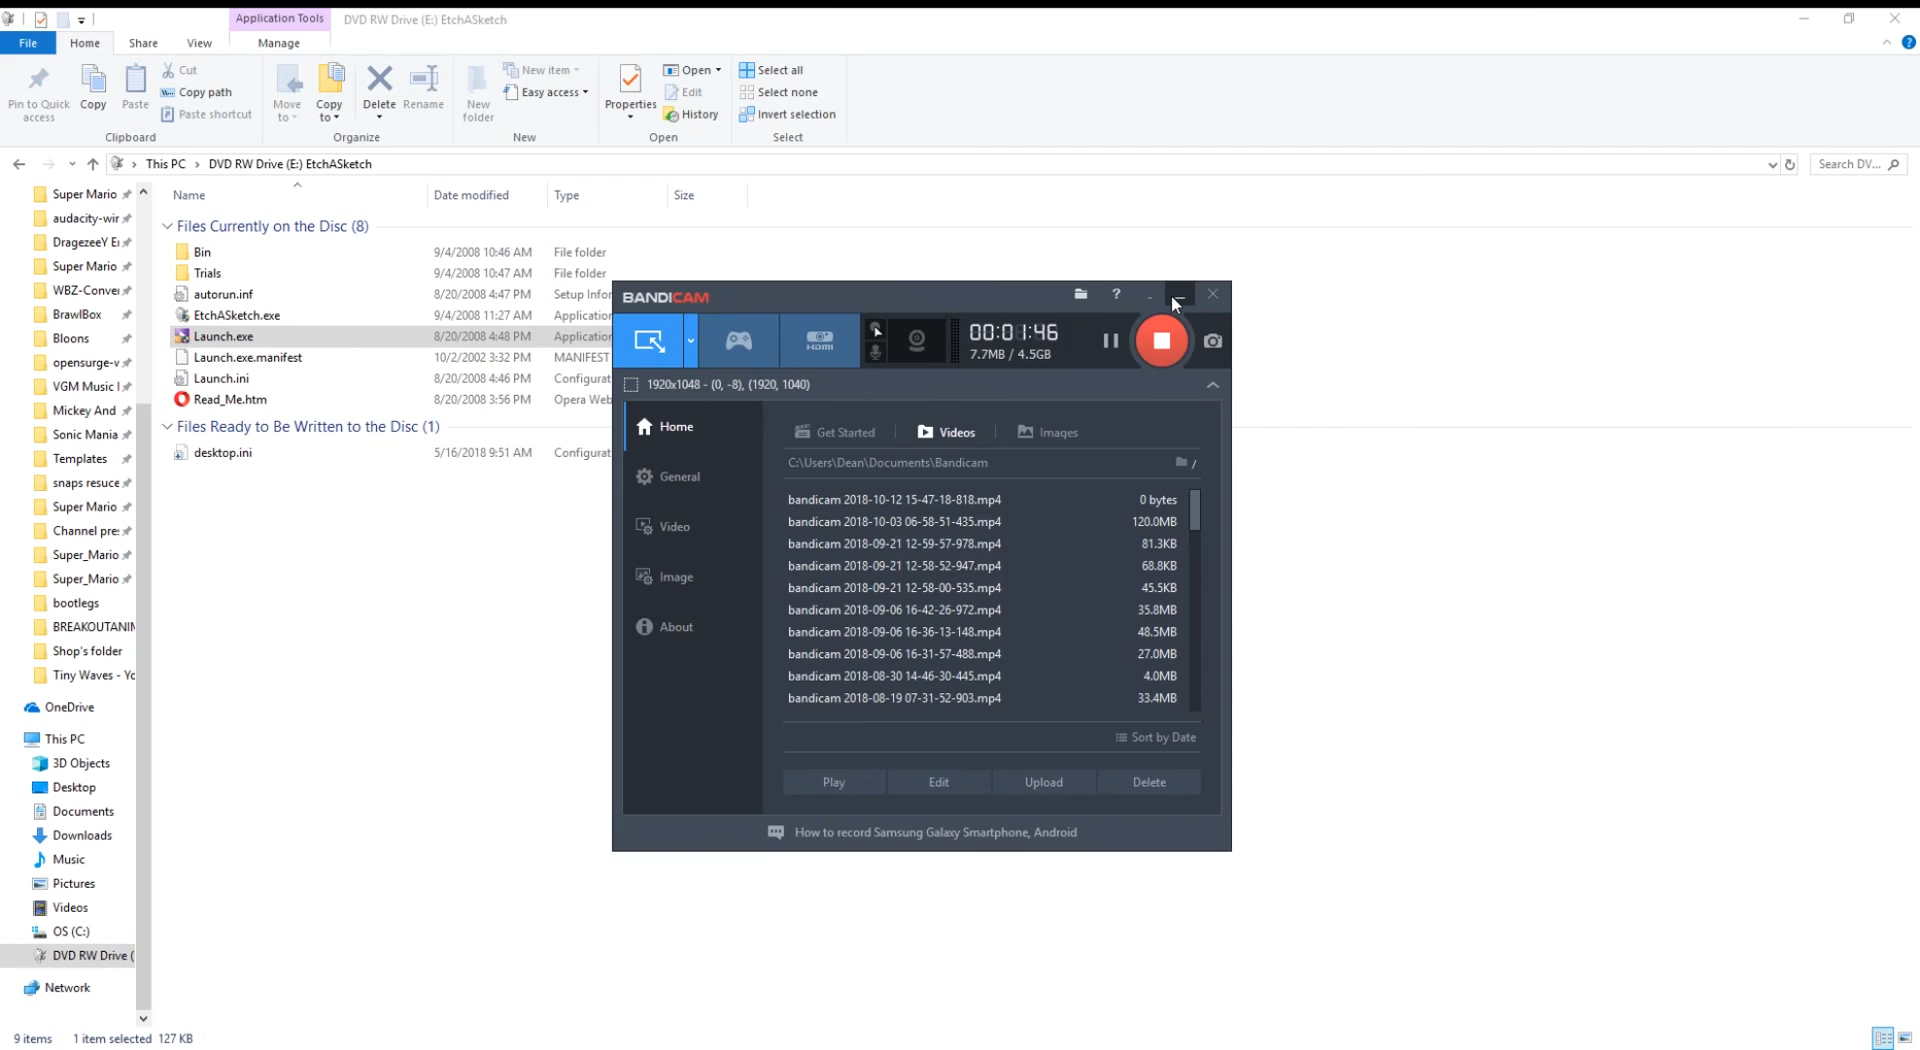 Application Tools
DVD RW Drive (E:) EtchASketch
File
Home
Share
View
Manage
Pin to Quick access
Copy
Paste
Cut
Copy path
Paste shortcut
Clipboard
Move to
Copy to
Delete
Rename
Organize
New folder
New item
Easy access
New
Properties
Open
Edit
History
Open
Select all
Select none
Invert selection
Select
This PC > DVD RW Drive (E:) EtchASketch
Search DV...
Super Mario
audacity-wir
DragezeeY Er
Super Mario
WBZ-Conver
BrawlBox
Bloons
opensurge-v
VGM Music I
Mickey And
Sonic Mania
Templates
snaps resuce
Super Mario
Channel pre:
Super_Mario
Super_Mario
bootlegs
BREAKOUTANIN
Shop's folder
Tiny Waves - Yo
OneDrive
This PC
3D Objects
Desktop
Documents
Downloads
Music
Pictures
Videos
OS (C:)
DVD RW Drive (
Network
Name Date modified Type Size
Files Currently on the Disc (8)
Bin 9/4/2008 10:46 AM File folder
Trials 9/4/2008 10:47 AM File folder
autorun.inf 8/20/2008 4:47 PM Setup Infor
EtchASketch.exe 9/4/2008 11:27 AM Application
Launch.exe 8/20/2008 4:48 PM Application
Launch.exe.manifest 10/2/2002 3:32 PM MANIFEST
Launch.ini 8/20/2008 4:46 PM Configurat
Read_Me.htm 8/20/2008 3:56 PM Opera Web
Files Ready to Be Written to the Disc (1)
desktop.ini 5/16/2018 9:51 AM Configurat
BANDICAM
?
HDMI
00:01:46
7.7MB / 4.5GB
1920x1048 - (0, -8), (1920, 1040)
Home
General
Video
Image
About
Get Started
Videos
Images
C:\Users\Dean\Documents\Bandicam
/
bandicam 2018-10-12 15-47-18-818.mp4 0 bytes
bandicam 2018-10-03 06-58-51-435.mp4 120.0MB
bandicam 2018-09-21 12-59-57-978.mp4 81.3KB
bandicam 2018-09-21 12-58-52-947.mp4 68.8KB
bandicam 2018-09-21 12-58-00-535.mp4 45.5KB
bandicam 2018-09-06 16-42-26-972.mp4 35.8MB
bandicam 2018-09-06 16-36-13-148.mp4 48.5MB
bandicam 2018-09-06 16-31-57-488.mp4 27.0MB
bandicam 2018-08-30 14-46-30-445.mp4 4.0MB
bandicam 2018-08-19 07-31-52-903.mp4 33.4MB
Sort by Date
Play
Edit
Upload
Delete
How to record Samsung Galaxy Smartphone, Android
9 items 1 item selected 127 KB